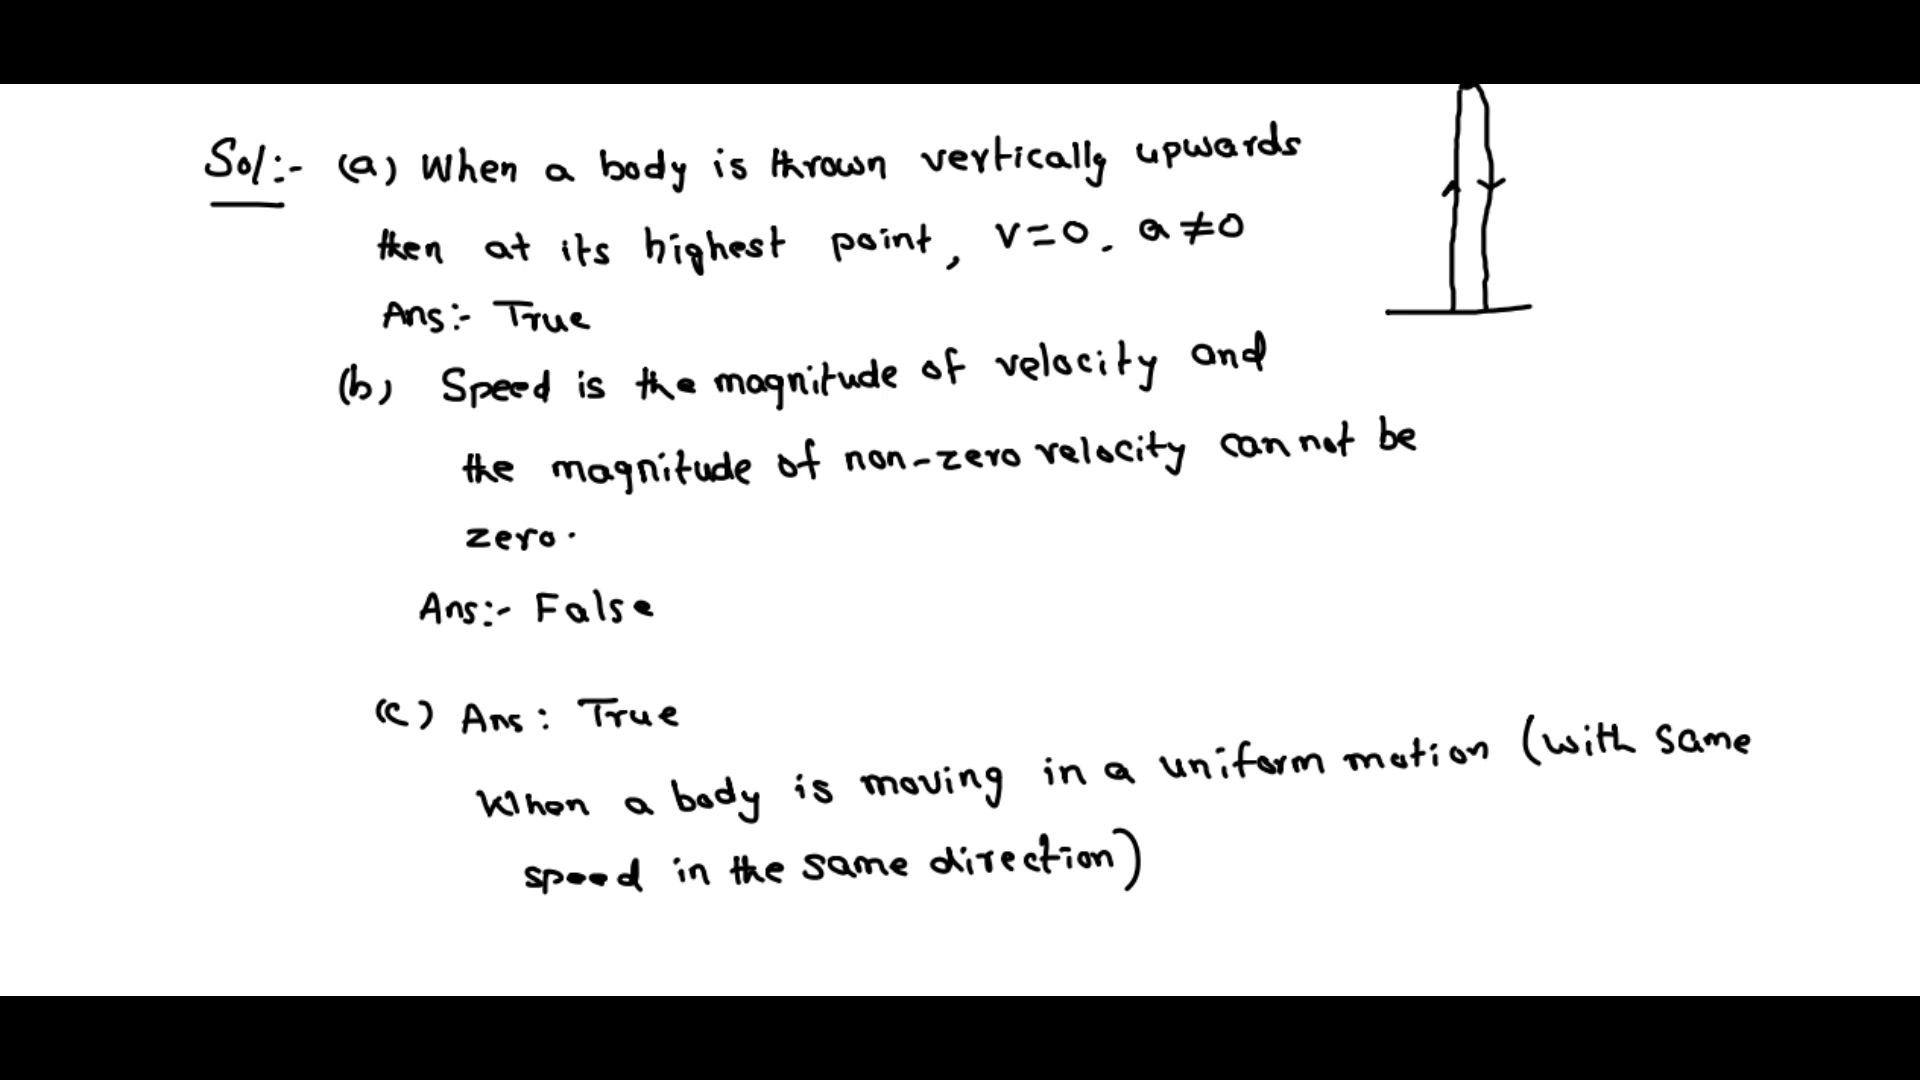 Sol:- (a) When a body is thrown vertically upwards
then at its highest point, v=0. a≠0
Ans:- True
(b) Speed is the magnitude of velocity and
the magnitude of non-zero velocity cannot be
zero.
Ans:- False
(c) Ans: True
When a body is moving in a uniform motion (with same
speed in the same direction)